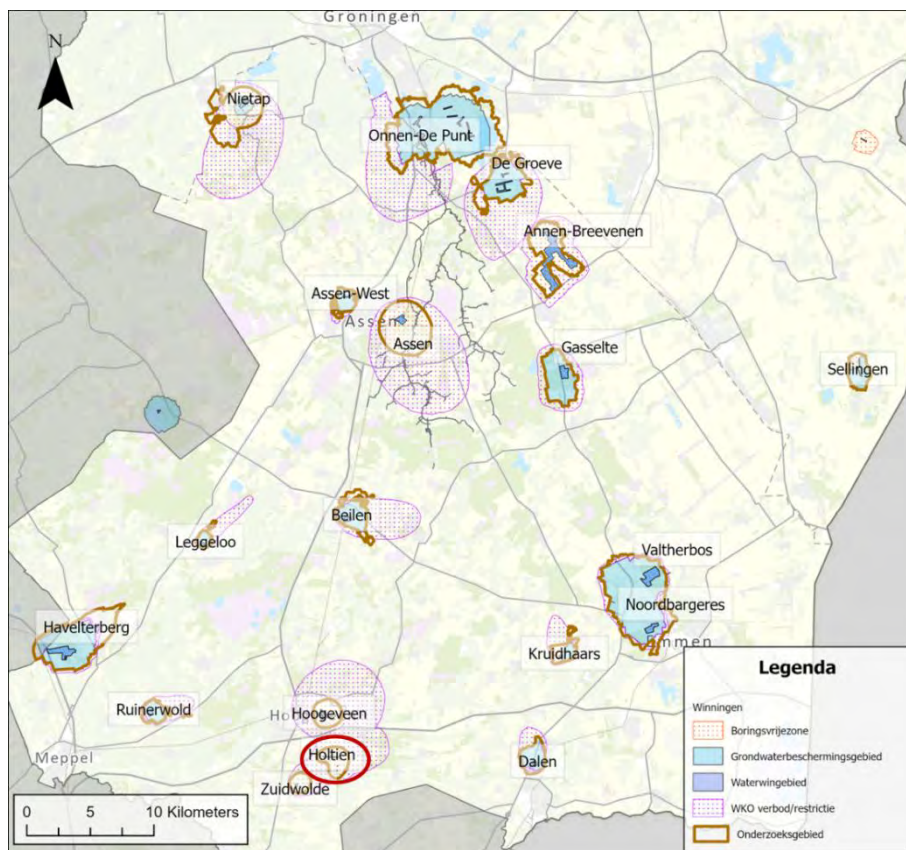 Groningen
N
Nietap
Onnen-De Punt
De Groeve
Annen-Breevenen
Assen-West
Assen
Assen
Gasselte
Sellingen
Beilen
Leggeloo
Valtherbos
Noordbargeres
Havelterberg
Kruidhaars
mmen
Ruinerwold
Hoogeveen
Holtien
Dalen
Meppel
Zuidwolde
0 5 10 Kilometers
Legenda
Winningen
Boringsvrijezone
Grondwaterbeschermingsgebied
Waterwingebied
WKO verbod/restrictie
Onderzoeksgebied